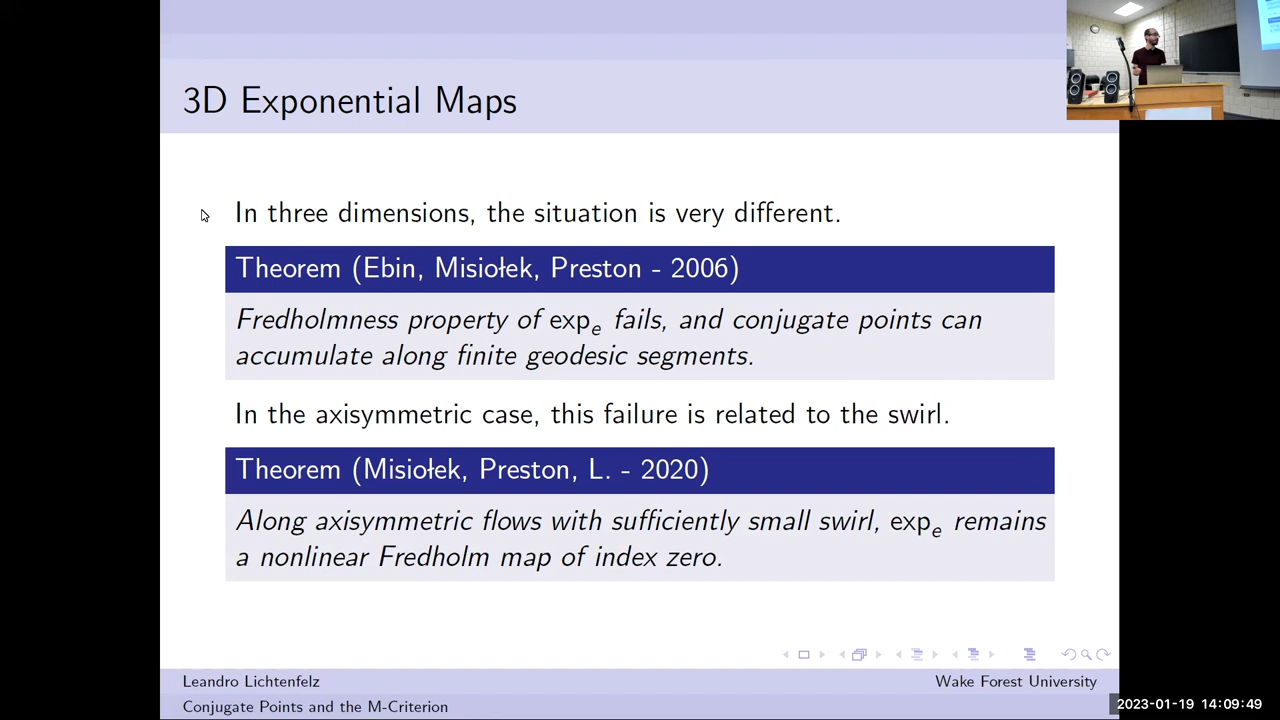 3D Exponential Maps
In three dimensions, the situation is very different.
Theorem (Ebin, Misiołek, Preston - 2006)
Fredholmness property of expₑ fails, and conjugate points can
accumulate along finite geodesic segments.
In the axisymmetric case, this failure is related to the swirl.
Theorem (Misiołek, Preston, L. - 2020)
Along axisymmetric flows with sufficiently small swirl, expₑ remains
a nonlinear Fredholm map of index zero.
Leandro Lichtenfelz
Wake Forest University
Conjugate Points and the M-Criterion
2023-01-19 14:09:49